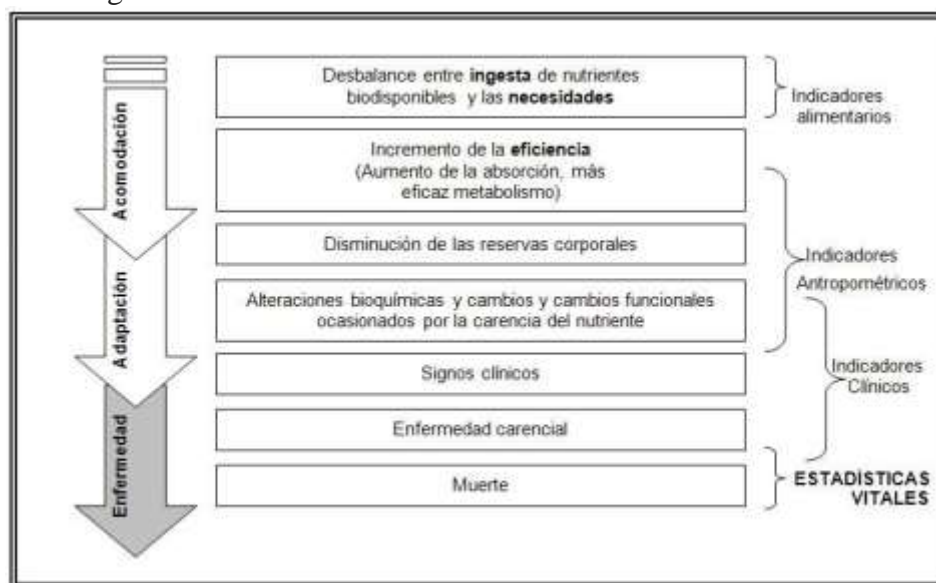 Desbalance entre ingesta de nutrientes
biodisponibles y las necesidades
Indicadores
alimentarios
Incremento de la eficiencia
(Aumento de la absorción, más
eficaz metabolismo)
Acomodación
Disminución de las reservas corporales
Indicadores
Antropométricos
Alteraciones bioquímicas y cambios y cambios funcionales
ocasionados por la carencia del nutriente
Adaptación
Signos clínicos
Indicadores
Clínicos
Enfermedad carencial
Enfermedad
Muerte
ESTADÍSTICAS
VITALES